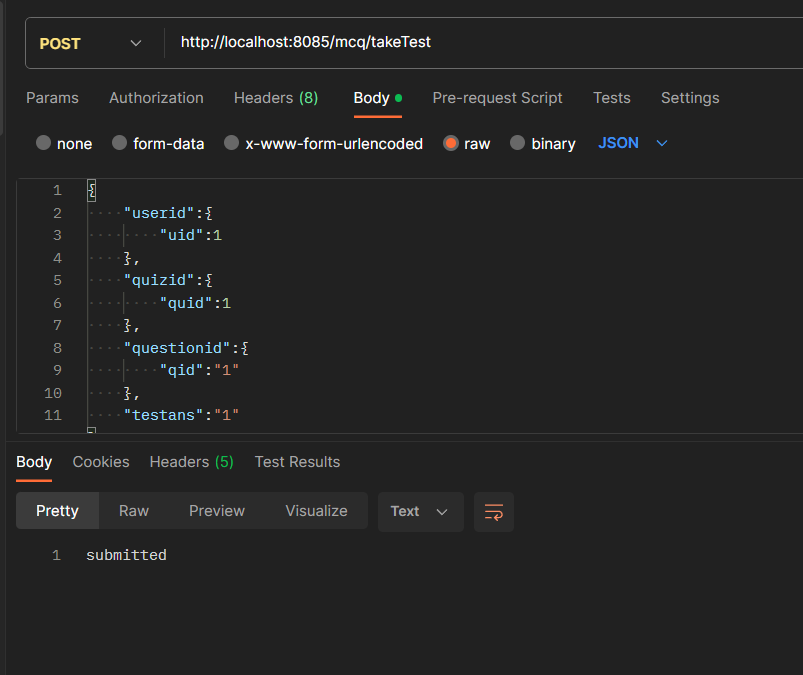 POST http://localhost:8085/mcq/takeTest
Params Authorization Headers (8) Body Pre-request Script Tests Settings
none form-data x-www-form-urlencoded raw binary JSON
1 {
2 "userid":{
3 "uid":1
4 },
5 "quizid":{
6 "quid":1
7 },
8 "questionid":{
9 "qid":"1"
10 },
11 "testans":"1"
Body Cookies Headers (5) Test Results
Pretty Raw Preview Visualize Text
1 submitted